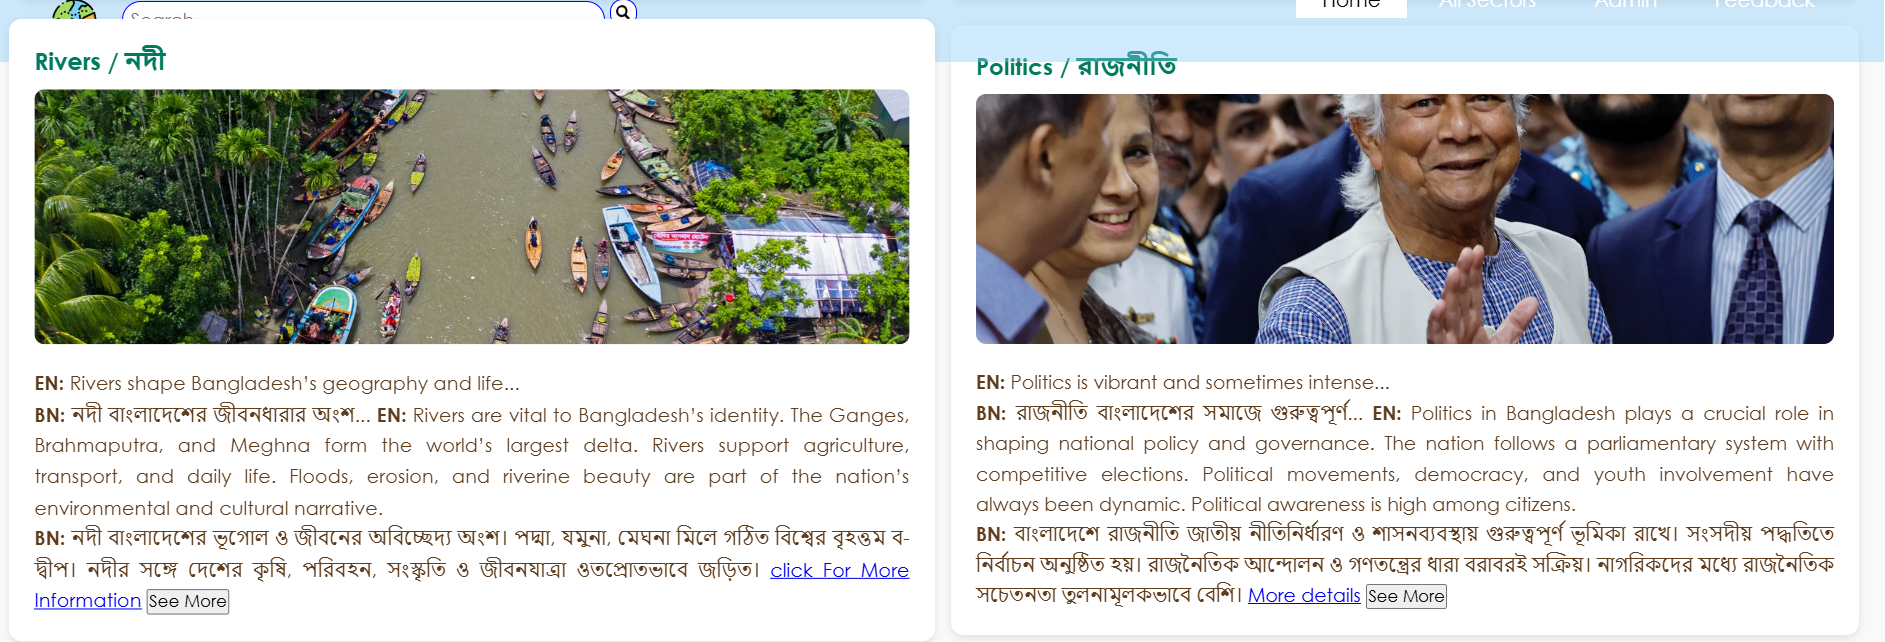 Search
Home
All Sectors
Admin
Feedback
Rivers / নদী
EN: Rivers shape Bangladesh’s geography and life...
BN: নদী বাংলাদেশের জীবনধারার অংশ... EN: Rivers are vital to Bangladesh’s identity. The Ganges,
Brahmaputra, and Meghna form the world’s largest delta. Rivers support agriculture,
transport, and daily life. Floods, erosion, and riverine beauty are part of the nation’s
environmental and cultural narrative.
BN: নদী বাংলাদেশের ভূগোল ও জীবনের অবিচ্ছেদ্য অংশ। পদ্মা, যমুনা, মেঘনা মিলে গঠিত বিশ্বের বৃহত্তম ব-
দ্বীপ। নদীর সঙ্গে দেশের কৃষি, পরিবহন, সংস্কৃতি ও জীবনযাত্রা ওতপ্রোতভাবে জড়িত। click For More
Information See More
Politics / রাজনীতি
EN: Politics is vibrant and sometimes intense...
BN: রাজনীতি বাংলাদেশের সমাজে গুরুত্বপূর্ণ... EN: Politics in Bangladesh plays a crucial role in
shaping national policy and governance. The nation follows a parliamentary system with
competitive elections. Political movements, democracy, and youth involvement have
always been dynamic. Political awareness is high among citizens.
BN: বাংলাদেশে রাজনীতি জাতীয় নীতিনির্ধারণ ও শাসনব্যবস্থায় গুরুত্বপূর্ণ ভূমিকা রাখে। সংসদীয় পদ্ধতিতে
নির্বাচন অনুষ্ঠিত হয়। রাজনৈতিক আন্দোলন ও গণতন্ত্রের ধারা বরাবরই সক্রিয়। নাগরিকদের মধ্যে রাজনৈতিক
সচেতনতা তুলনামূলকভাবে বেশি। More details See More